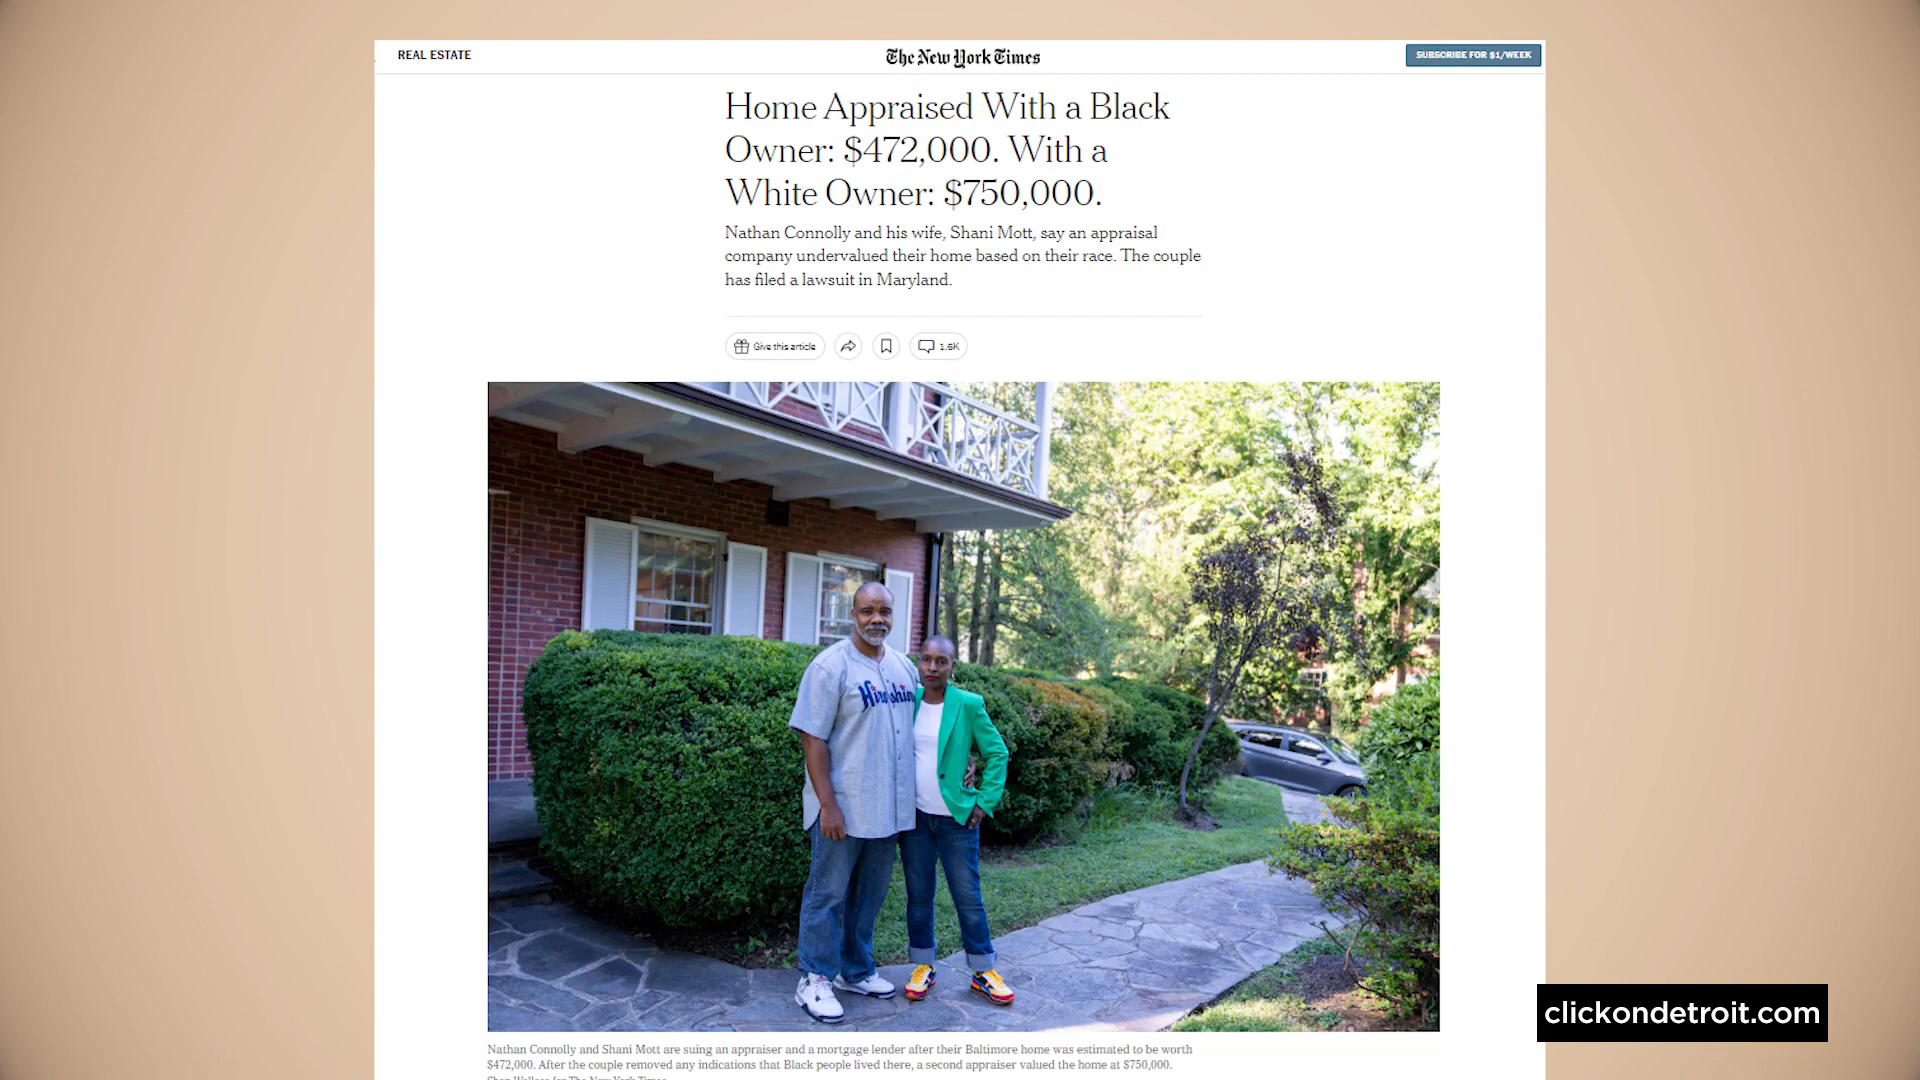 REAL ESTATE
The New York Times
SUBSCRIBE FOR $1/WEEK
Home Appraised With a Black
Owner: $472,000. With a
White Owner: $750,000.
Nathan Connolly and his wife, Shani Mott, say an appraisal
company undervalued their home based on their race. The couple
has filed a lawsuit in Maryland.
Give this article
1.6K
Nathan Connolly and Shani Mott are suing an appraiser and a mortgage lender after their Baltimore home was estimated to be worth
$472,000. After the couple removed any indications that Black people lived there, a second appraiser valued the home at $750,000.
for The New York Times
clickondetroit.com